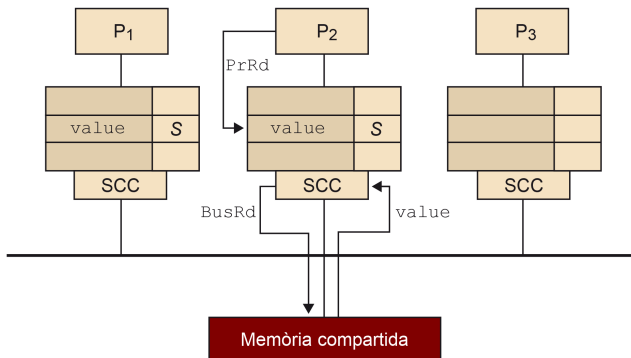 P1
P2
P3
PrRd
value
S
value
S
SCC
SCC
SCC
BusRd
value
Memòria compartida